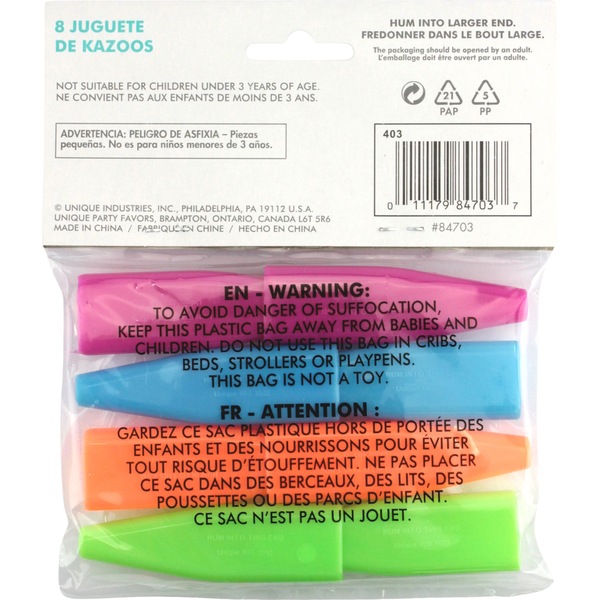 8 JUGUETE
DE KAZOOS
HUM INTO LARGER END.
FREDONNER DANS LE BOUT LARGE.
The packaging should be opened by an adult.
L'emballage doit être ouvert par un adulte.
NOT SUITABLE FOR CHILDREN UNDER 3 YEARS OF AGE.
NE CONVIENT PAS AUX ENFANTS DE MOINS DE 3 ANS.
21
PAP
5
PP
ADVERTENCIA: PELIGRO DE ASFIXIA – Piezas
pequeñas. No es para niños menores de 3 años.
403
0 11179 84703 7
#84703
© UNIQUE INDUSTRIES, INC., PHILADELPHIA, PA 19112 U.S.A.
UNIQUE PARTY FAVORS, BRAMPTON, ONTARIO, CANADA L6T 5R6
MADE IN CHINA / FABRIQUÉ EN CHINE / HECHO EN CHINA
EN - WARNING:
TO AVOID DANGER OF SUFFOCATION,
KEEP THIS PLASTIC BAG AWAY FROM BABIES AND
CHILDREN. DO NOT USE THIS BAG IN CRIBS,
BEDS, STROLLERS OR PLAYPENS.
THIS BAG IS NOT A TOY.
FR - ATTENTION :
GARDEZ CE SAC PLASTIQUE HORS DE PORTÉE DES
ENFANTS ET DES NOURRISSONS POUR ÉVITER
TOUT RISQUE D'ÉTOUFFEMENT. NE PAS PLACER
CE SAC DANS DES BERCEAUX, DES LITS, DES
POUSSETTES OU DES PARCS D'ENFANT.
CE SAC N'EST PAS UN JOUET.
HUM INTO